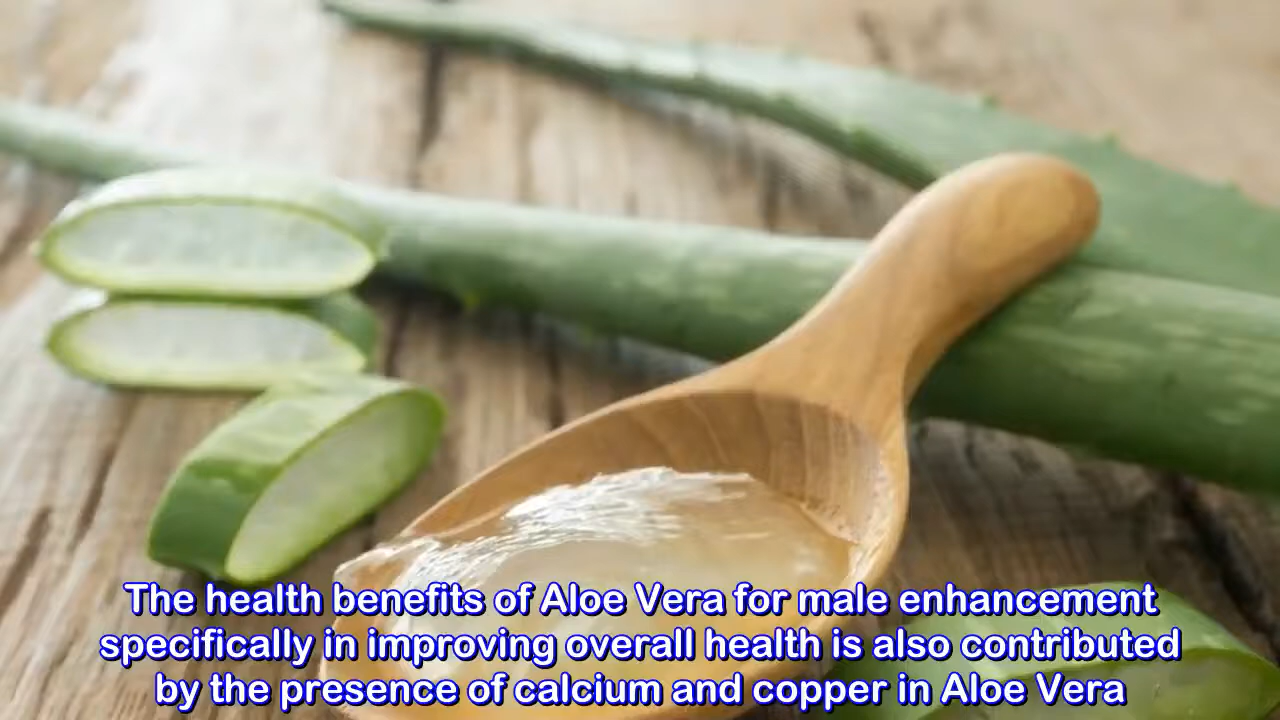 The health benefits of Aloe Vera for male enhancement
specifically in improving overall health is also contributed
by the presence of calcium and copper in Aloe Vera